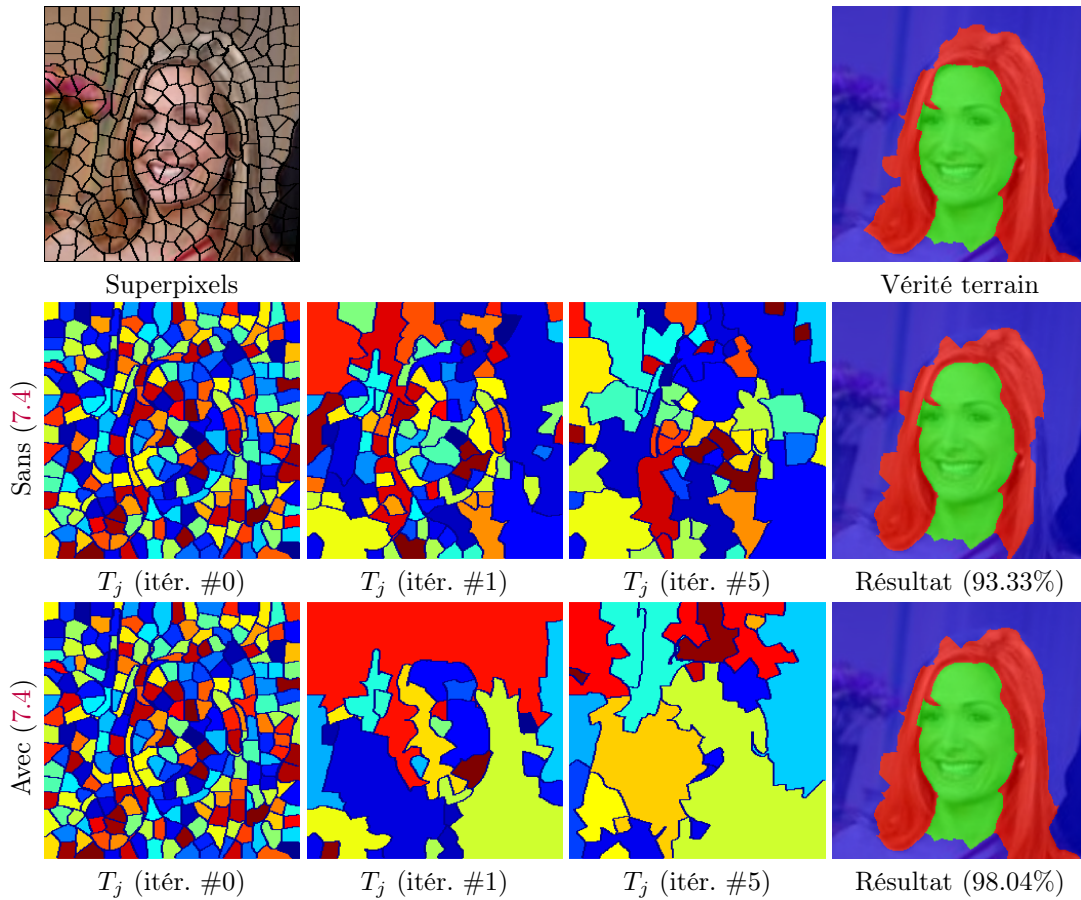 Superpixels
Vérité terrain
Sans (7.4)
T_j (itér. #0)
T_j (itér. #1)
T_j (itér. #5)
Résultat (93.33%)
Avec (7.4)
T_j (itér. #0)
T_j (itér. #1)
T_j (itér. #5)
Résultat (98.04%)